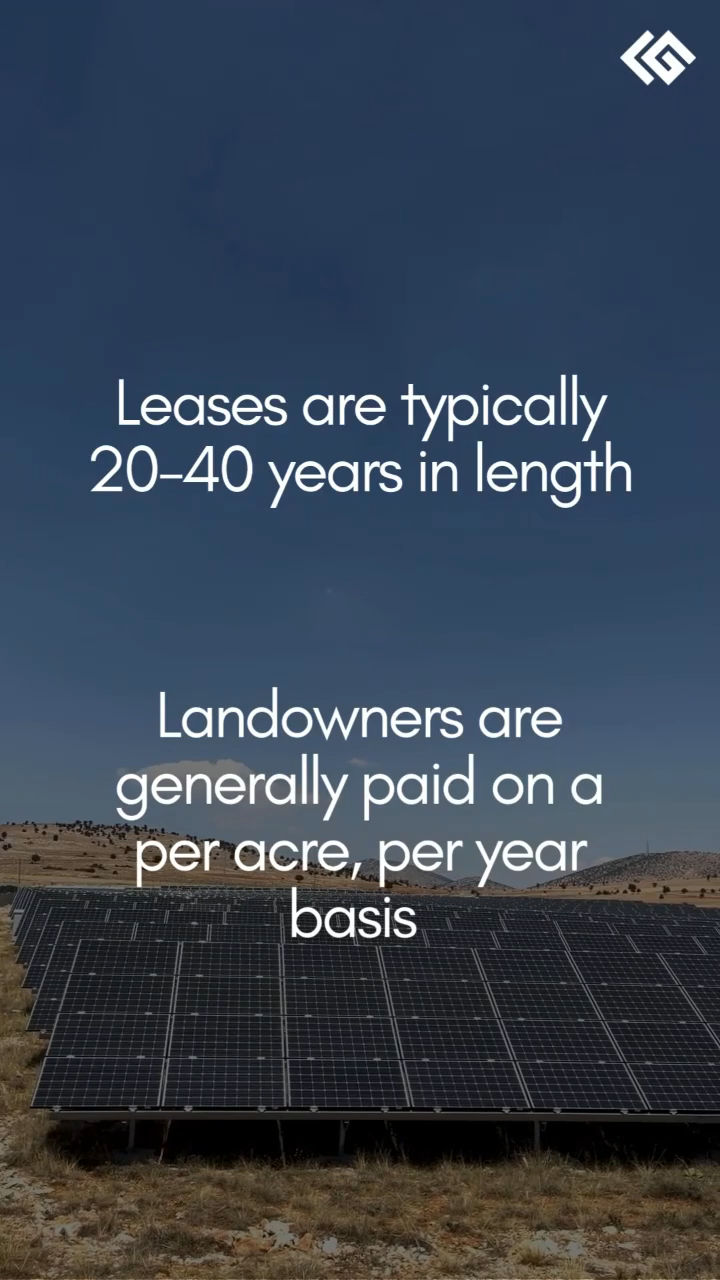 Leases are typically
20-40 years in length
Landowners are
generally paid on a
per acre, per year
basis